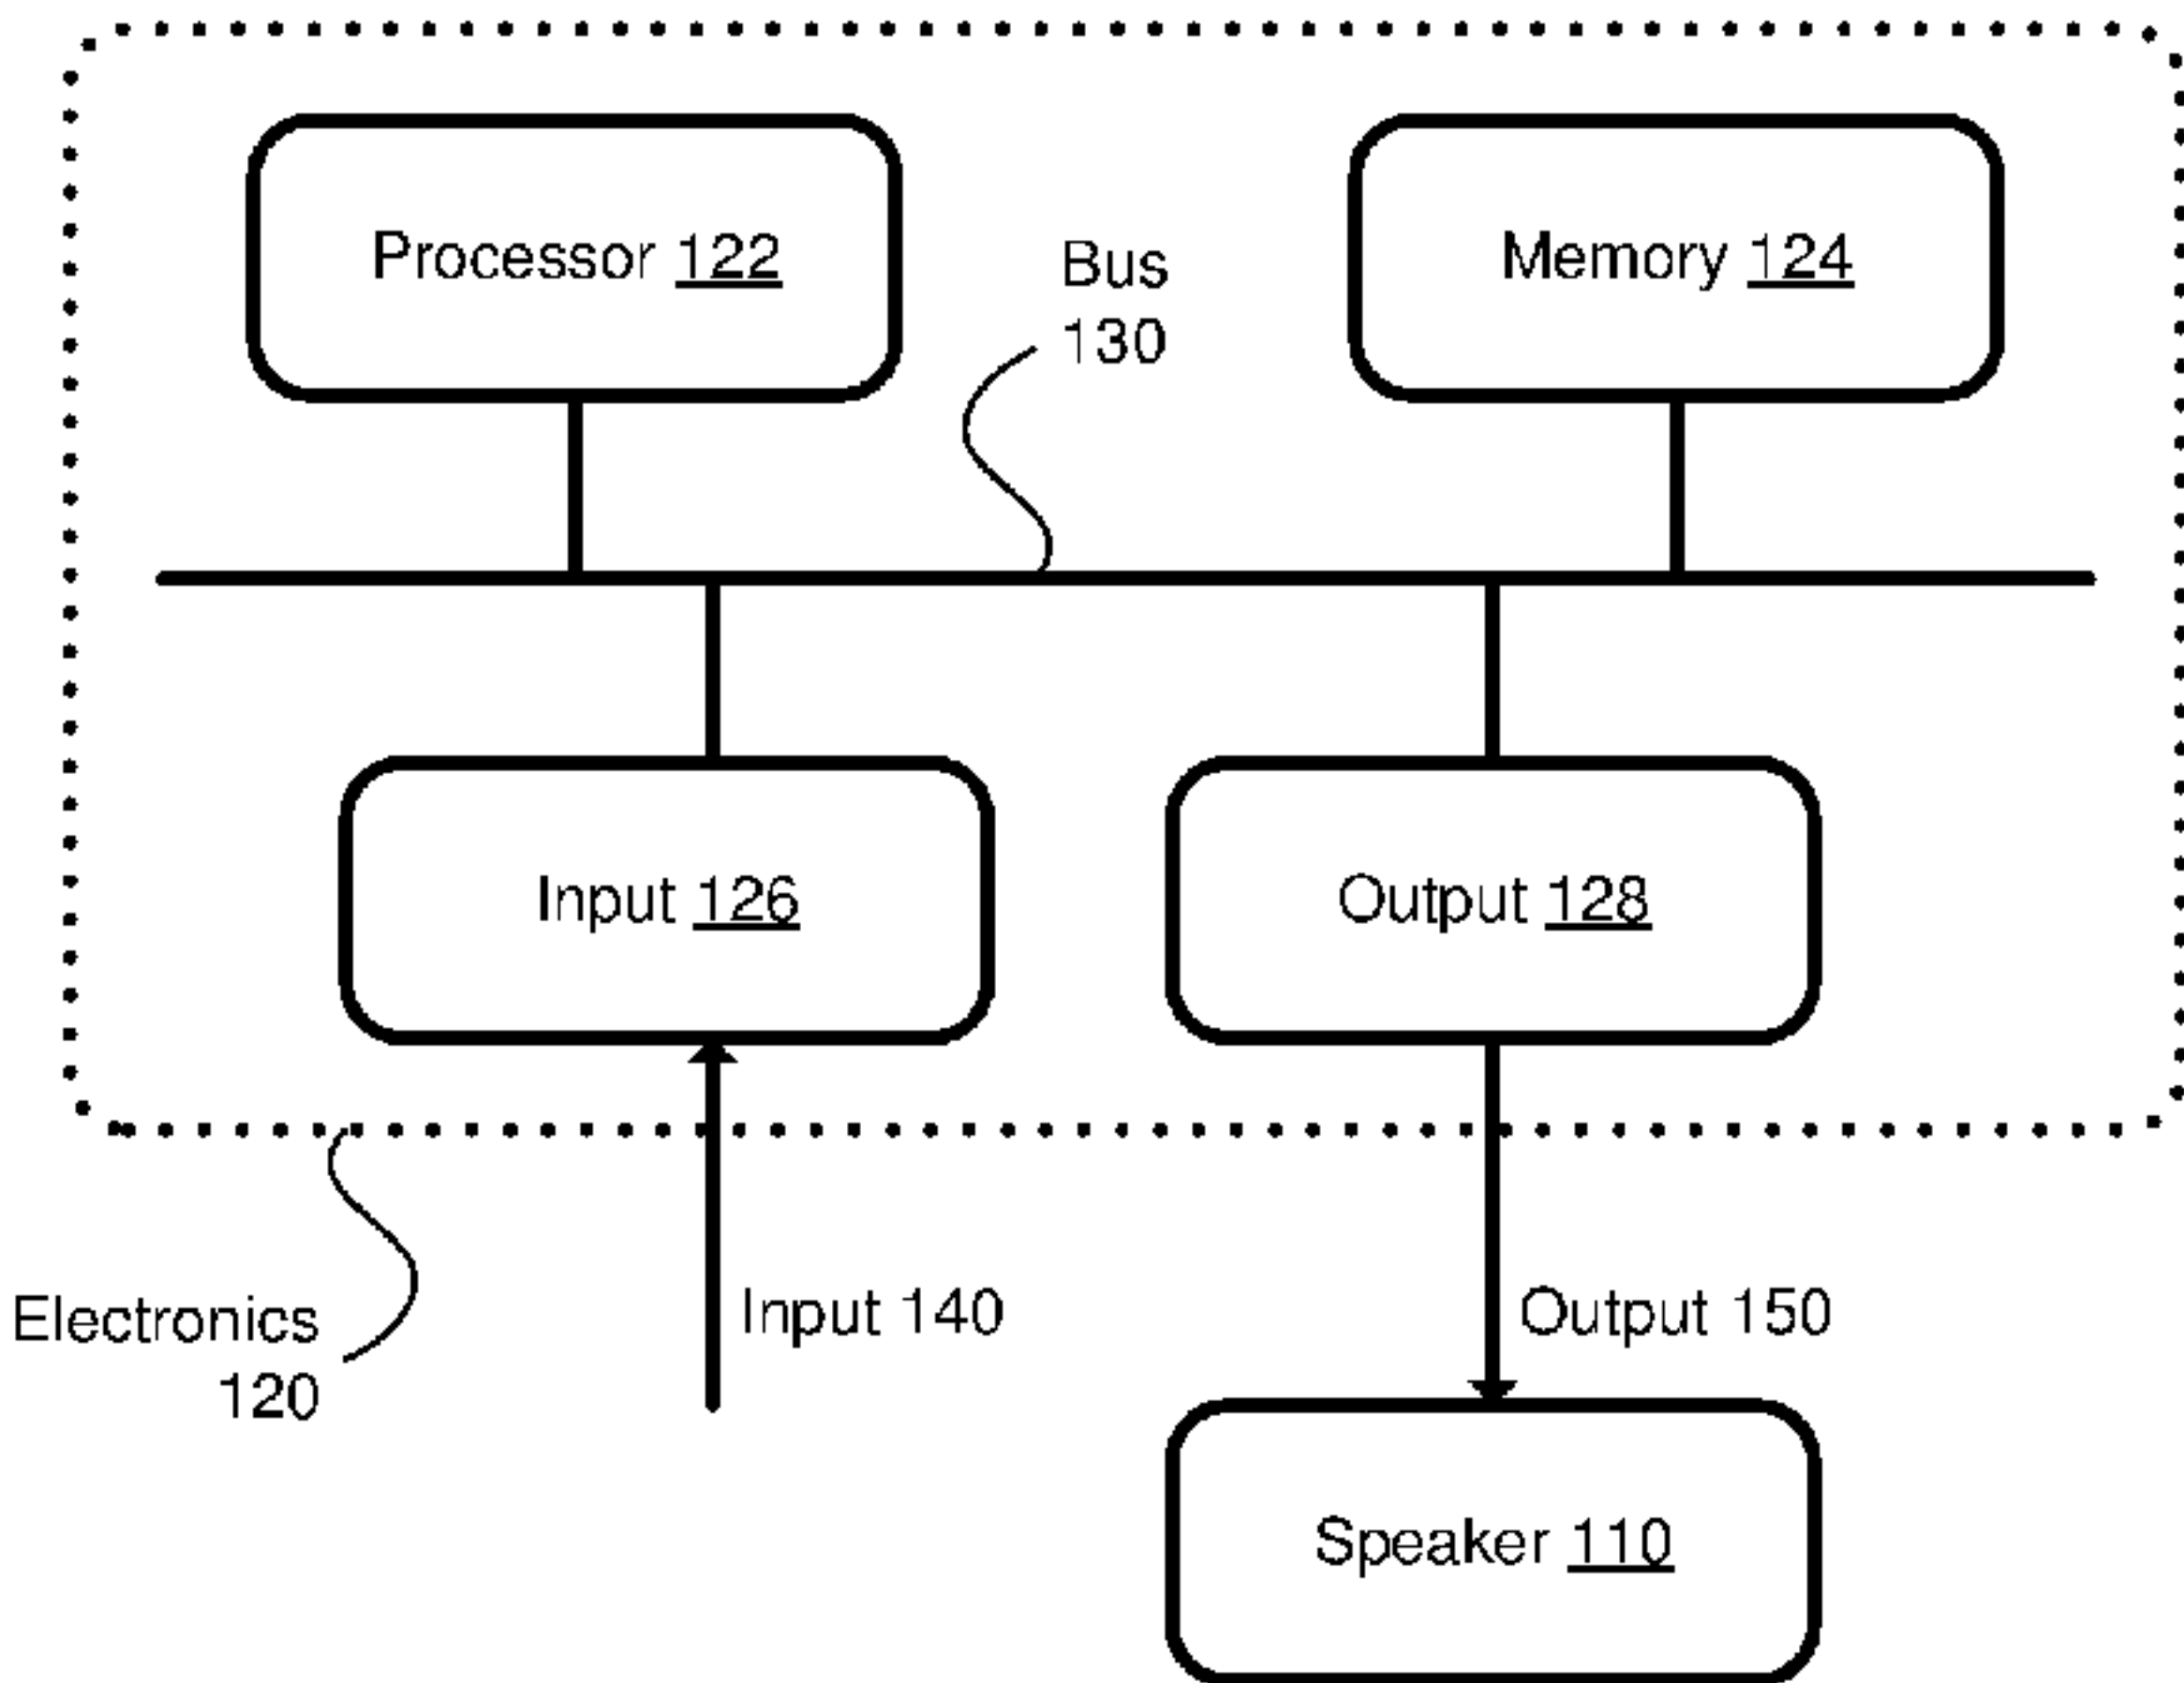 Processor 122
Bus
130
Memory 124
Input 126
Output 128
Electronics
120
Input 140
Output 150
Speaker 110